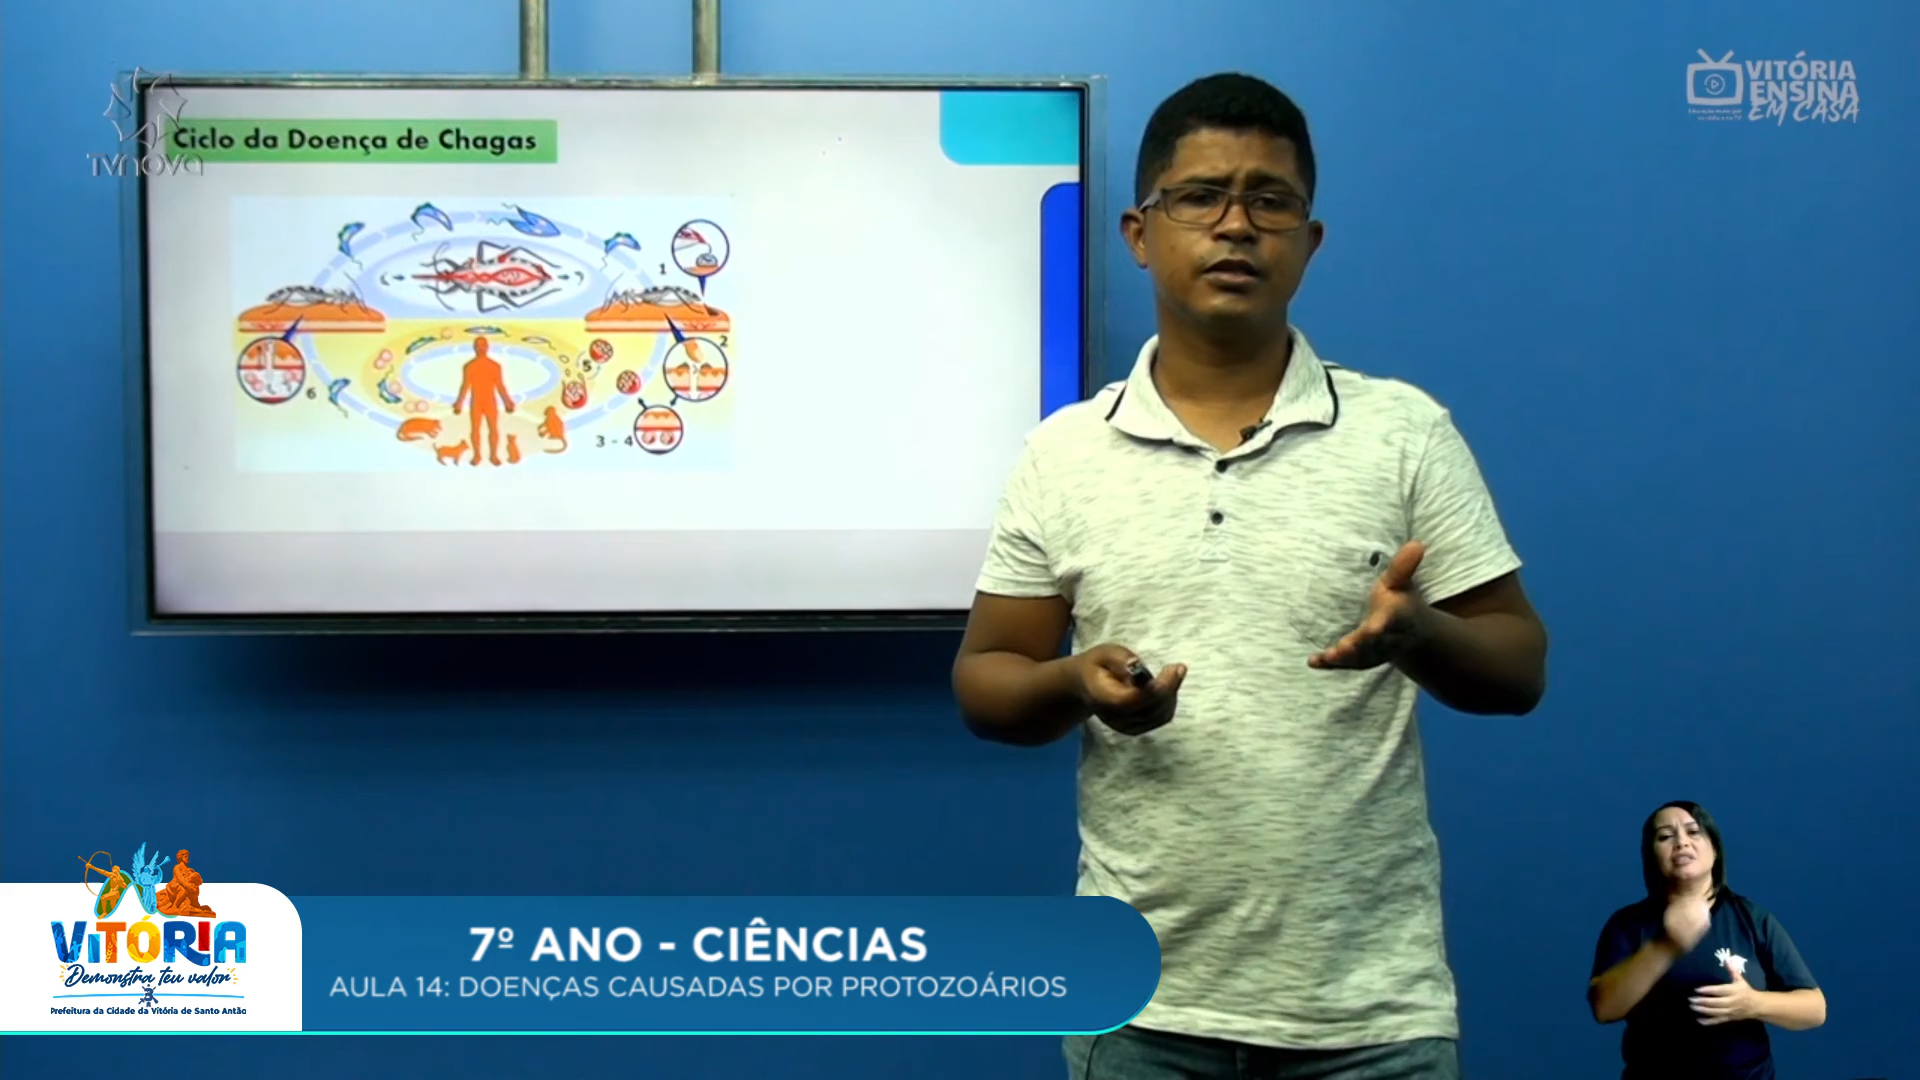 TVNOVA
VITÓRIA
ENSINA
EM CASA
Ciclo da Doença de Chagas
1
2
5
6
3 - 4
VITÓRIA
Demonstra teu valor
Prefeitura da Cidade da Vitória de Santo Antão
7º ANO - CIÊNCIAS
AULA 14: DOENÇAS CAUSADAS POR PROTOZOÁRIOS